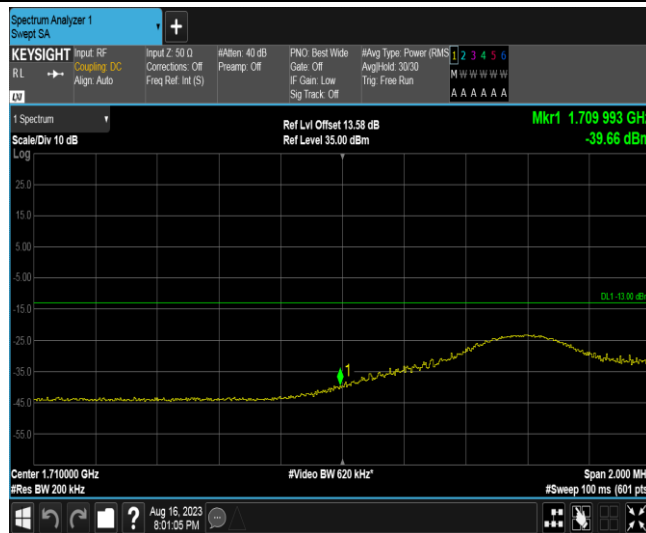 Spectrum Analyzer 1
Swept SA
+
KEYSIGHT
RL
LXI
Input: RF
Coupling: DC
Align: Auto
Input Z: 50 Ω
Corrections: Off
Freq Ref: Int (S)
#Atten: 40 dB
Preamp: Off
PNO: Best Wide
Gate: Off
IF Gain: Low
Sig Track: Off
#Avg Type: Power (RMS
Avg|Hold: 30/30
Trig: Free Run
1 2 3 4 5 6
M W W W W W
A A A A A A
1 Spectrum
Scale/Div 10 dB
Log
Ref Lvl Offset 13.58 dB
Ref Level 35.00 dBm
Mkr1 1.709 993 GHz
-39.66 dBm
25.0
15.0
5.00
-5.00
DL1 -13.00 dBm
-15.0
-25.0
-35.0
1
-45.0
-55.0
Center 1.710000 GHz
#Res BW 200 kHz
#Video BW 620 kHz*
Span 2.000 MH
#Sweep 100 ms (601 pts
?
Aug 16, 2023
8:01:05 PM